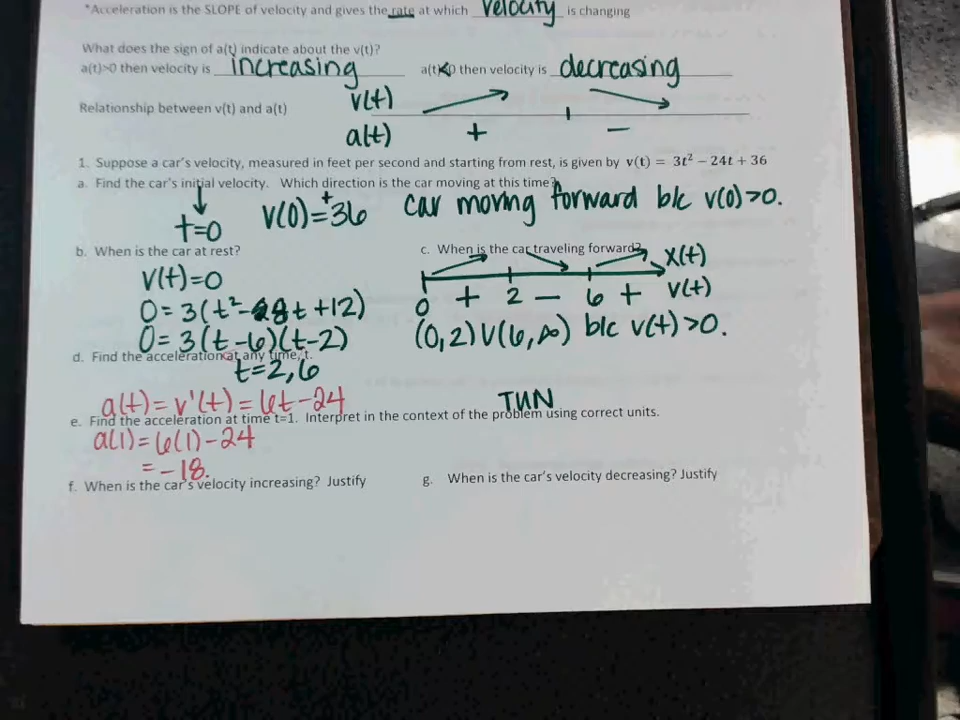 *Acceleration is the SLOPE of velocity and gives the rate at which velocity is changing
What does the sign of a(t) indicate about the v(t)?
a(t)>0 then velocity is increasing a(t)<0 then velocity is decreasing
Relationship between v(t) and a(t) v(t)
a(t) + −
1. Suppose a car's velocity, measured in feet per second and starting from rest, is given by v(t) = 3t² − 24t + 36
a. Find the car's initial velocity. Which direction is the car moving at this time?
t=0 v(0)=+36 car moving forward b/c v(0)>0.
b. When is the car at rest? c. When is the car traveling forward?
x(t)
v(t)=0
0 + 2 − 6 + v(t)
0=3(t²-8t+12)
(0,2)∪(6,∞) b/c v(t)>0.
0=3(t-6)(t-2)
d. Find the acceleration at any time, t.
t=2,6
a(t)=v'(t)=6t-24
TUN
e. Find the acceleration at time t=1. Interpret in the context of the problem using correct units.
a(1)=6(1)-24
=-18.
f. When is the car's velocity increasing? Justify g. When is the car's velocity decreasing? Justify